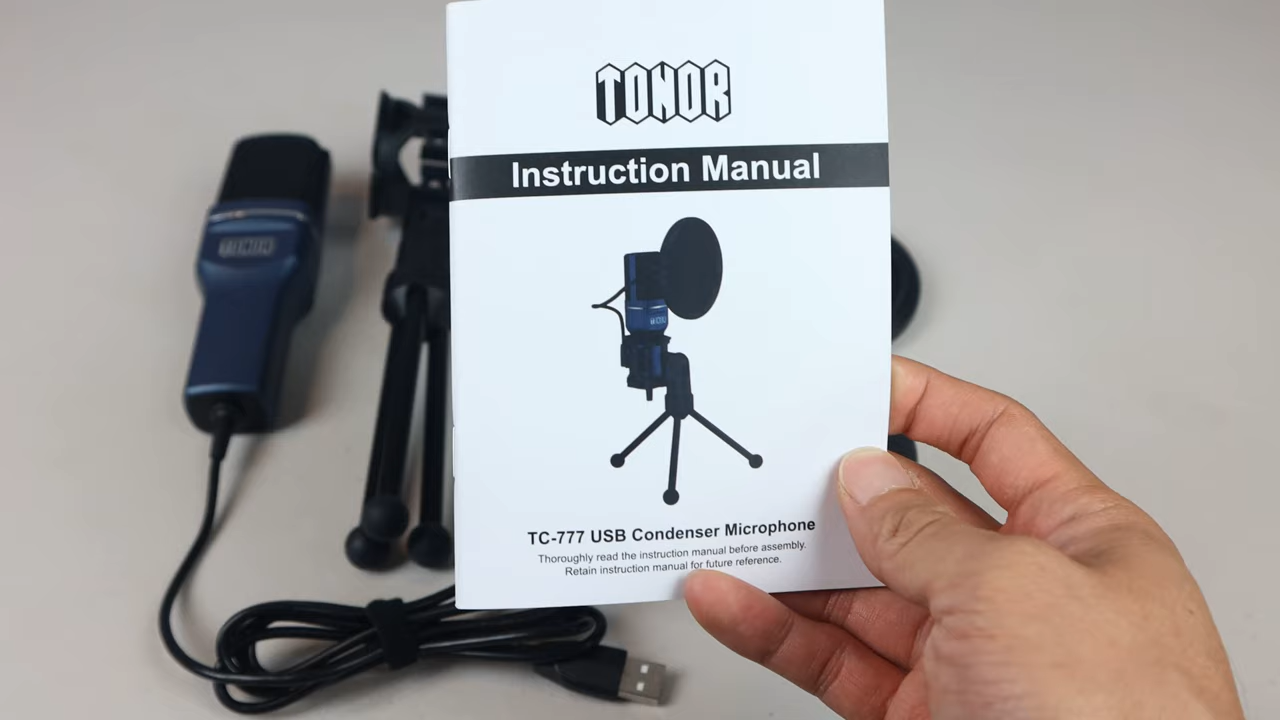 TONOR
Instruction Manual
TONOR
TC-777 USB Condenser Microphone
Thoroughly read the instruction manual before assembly.
Retain instruction manual for future reference.